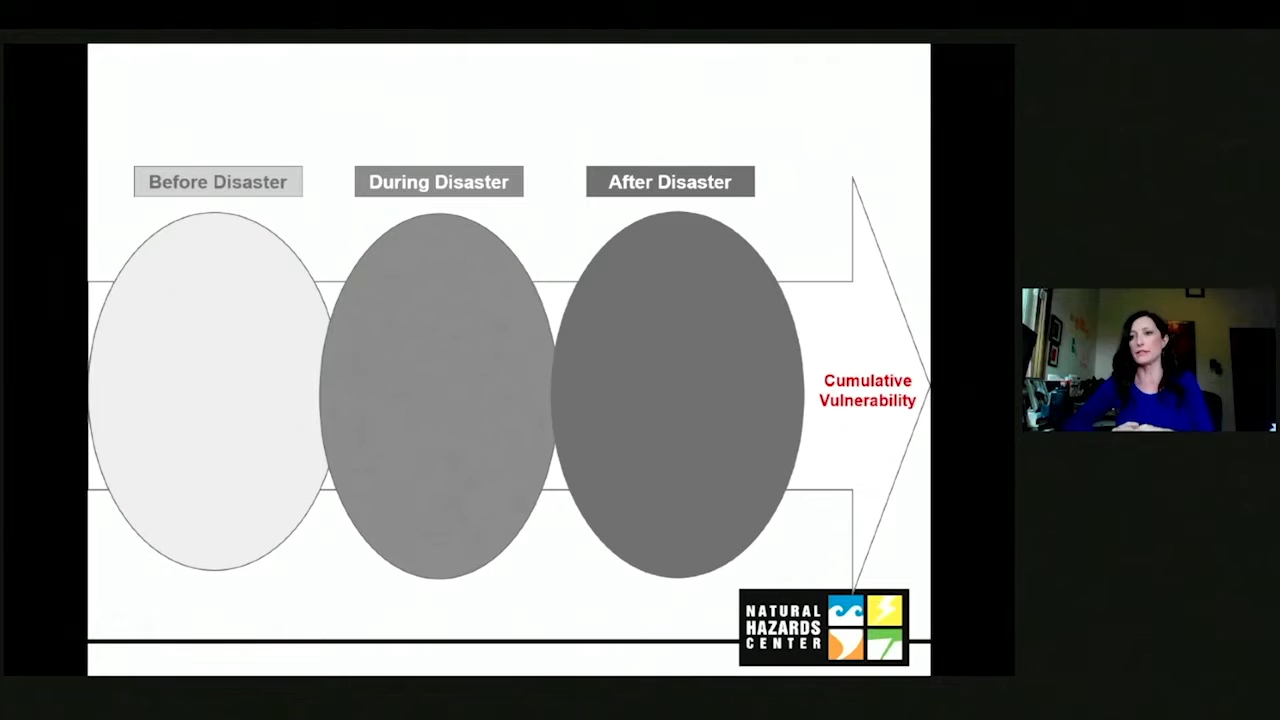 Before Disaster
During Disaster
After Disaster
Cumulative
Vulnerability
NATURAL
HAZARDS
CENTER